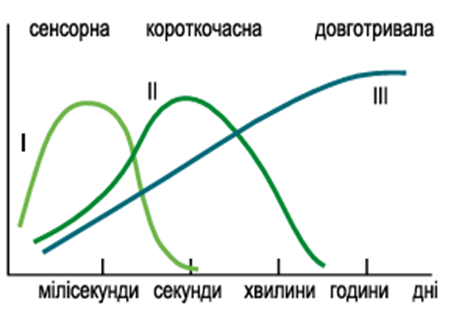 сенсорна короткочасна довготривала
II
III
I
мілісекунди секунди хвилини години дні